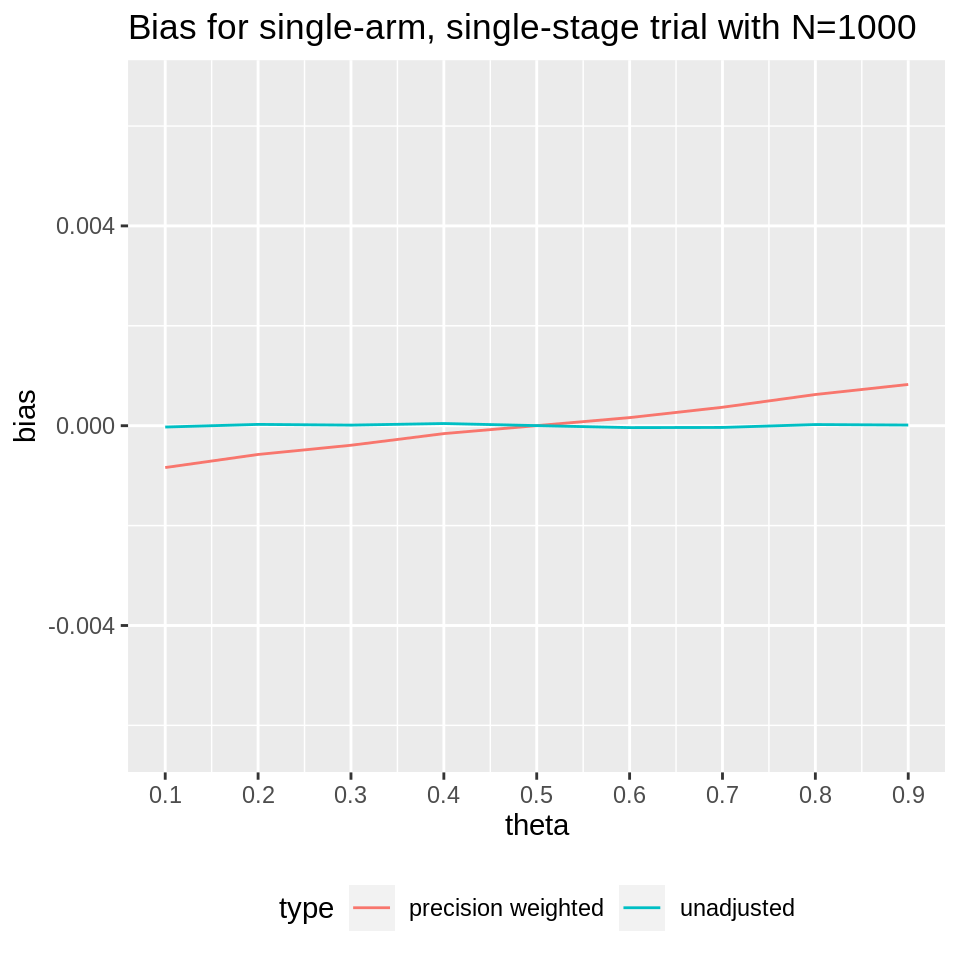 Bias for single-arm, single-stage trial with N=1000
bias
0.004
0.000
-0.004
0.1 0.2 0.3 0.4 0.5 0.6 0.7 0.8 0.9
theta
type precision weighted unadjusted